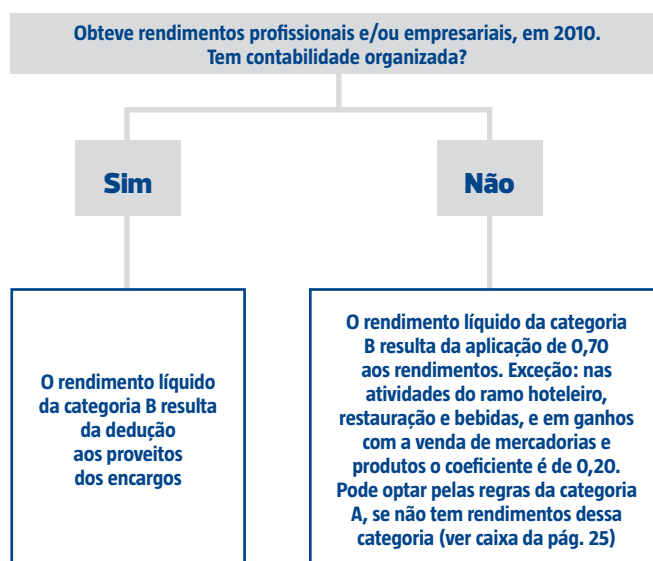 Obteve rendimentos profissionais e/ou empresariais, em 2010.
Tem contabilidade organizada?
Sim
Não
O rendimento líquido
da categoria B resulta
da dedução
aos proveitos
dos encargos
O rendimento líquido da categoria
B resulta da aplicação de 0,70
aos rendimentos. Exceção: nas
atividades do ramo hoteleiro,
restauração e bebidas, e em ganhos
com a venda de mercadorias e
produtos o coeficiente é de 0,20.
Pode optar pelas regras da categoria
A, se não tem rendimentos dessa
categoria (ver caixa da pág. 25)